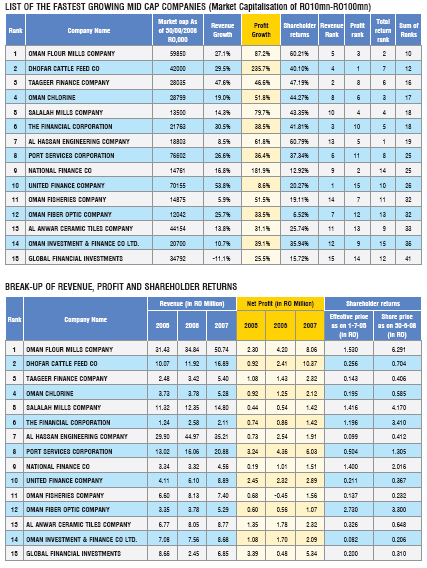 LIST OF THE FASTEST GROWING MID CAP COMPANIES (Market Capitalisation of RO10mn-RO100mn)
Rank Company Name Market cap As of 30/09/2008 RO,000 Revenue Growth Profit Growth Shareholder returns Revenue Rank Profit rank Total return rank Sum of Ranks
1 OMAN FLOUR MILLS COMPANY 59850 27.1% 87.2% 60.21% 5 3 2 10
2 DHOFAR CATTLE FEED CO 42000 29.5% 235.7% 40.10% 4 1 7 12
3 TAAGEER FINANCE COMPANY 28035 47.6% 46.6% 47.19% 2 8 6 16
4 OMAN CHLORINE 28799 19.0% 51.8% 44.27% 8 6 3 17
5 SALALAH MILLS COMPANY 13500 14.3% 79.7% 43.35% 10 4 4 18
6 THE FINANCIAL CORPORATION 21763 30.5% 38.5% 41.81% 3 10 5 18
7 AL HASSAN ENGINEERING COMPANY 18803 8.5% 61.8% 60.79% 13 5 1 19
8 PORT SERVICES CORPORATION 76602 26.6% 36.4% 37.34% 6 11 8 25
9 NATIONAL FINANCE CO 14761 16.8% 181.9% 12.92% 9 2 14 25
10 UNITED FINANCE COMPANY 70155 53.8% 8.6% 20.27% 1 15 10 26
11 OMAN FISHERIES COMPANY 14875 5.9% 51.5% 19.11% 14 7 11 32
12 OMAN FIBER OPTIC COMPANY 12042 25.7% 33.5% 6.52% 7 12 13 32
13 AL ANWAR CERAMIC TILES COMPANY 44154 13.8% 31.1% 25.74% 11 13 9 33
14 OMAN INVESTMENT & FINANCE CO LTD. 20700 10.7% 39.1% 35.94% 12 9 15 36
15 GLOBAL FINANCIAL INVESTMENTS 34792 -11.1% 25.5% 15.72% 15 14 12 41
BREAK-UP OF REVENUE, PROFIT AND SHAREHOLDER RETURNS
Rank Company Name Revenue (in RO Million) Net Profit (in RO Million) Shareholder returns
2005 2006 2007 2005 2006 2007 Effective price as on 1-7-05 (in RO) Share price as on 30-6-08 (in RO)
1 OMAN FLOUR MILLS COMPANY 31.43 34.84 50.74 2.30 4.20 8.06 1.530 6.291
2 DHOFAR CATTLE FEED CO 10.07 11.92 16.89 0.92 2.41 10.37 0.256 0.704
3 TAAGEER FINANCE COMPANY 2.48 3.42 5.40 1.08 1.43 2.32 0.143 0.406
4 OMAN CHLORINE 3.73 3.78 5.28 0.92 1.25 2.12 0.195 0.585
5 SALALAH MILLS COMPANY 11.32 12.35 14.80 0.44 0.54 1.42 1.416 4.170
6 THE FINANCIAL CORPORATION 1.24 2.58 2.11 0.74 0.86 1.42 1.196 3.410
7 AL HASSAN ENGINEERING COMPANY 29.90 44.97 35.21 0.73 2.54 1.91 0.099 0.412
8 PORT SERVICES CORPORATION 13.02 16.06 20.88 3.24 4.36 6.03 0.504 1.305
9 NATIONAL FINANCE CO 3.34 3.32 4.56 0.19 1.01 1.51 1.400 2.016
10 UNITED FINANCE COMPANY 4.11 6.10 8.89 2.45 2.32 2.89 0.211 0.367
11 OMAN FISHERIES COMPANY 6.60 8.13 7.40 0.68 -0.45 1.56 0.137 0.232
12 OMAN FIBER OPTIC COMPANY 3.35 3.78 5.29 0.60 0.56 1.07 2.730 3.300
13 AL ANWAR CERAMIC TILES COMPANY 6.77 8.05 8.77 1.35 1.78 2.32 0.326 0.648
14 OMAN INVESTMENT & FINANCE CO LTD. 7.08 7.56 8.68 1.08 1.70 2.09 0.082 0.206
15 GLOBAL FINANCIAL INVESTMENTS 8.66 2.45 6.85 3.39 0.48 5.34 0.200 0.310